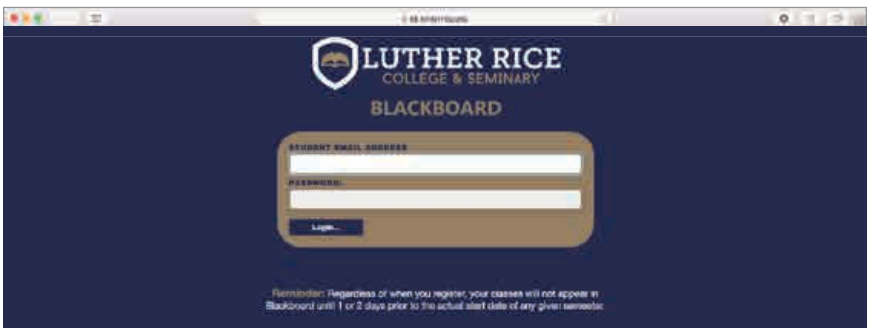 LUTHER RICE
COLLEGE & SEMINARY
BLACKBOARD
STUDENT EMAIL ADDRESS
PASSWORD:
Login...
Reminder: Regardless of when you register, your classes will not appear in
Blackboard until 1 or 2 days prior to the actual start date of any given semester.